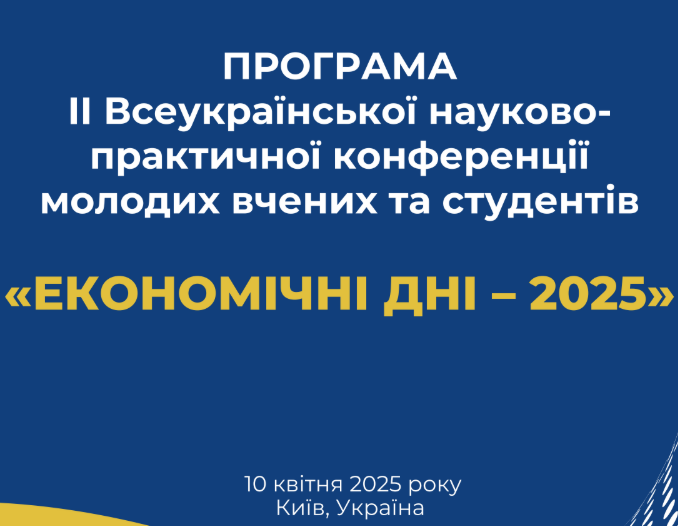 ПРОГРАМА
ІІ Всеукраїнської науково-
практичної конференції
молодих вчених та студентів
«ЕКОНОМІЧНІ ДНІ – 2025»
10 квітня 2025 року
Київ, Україна